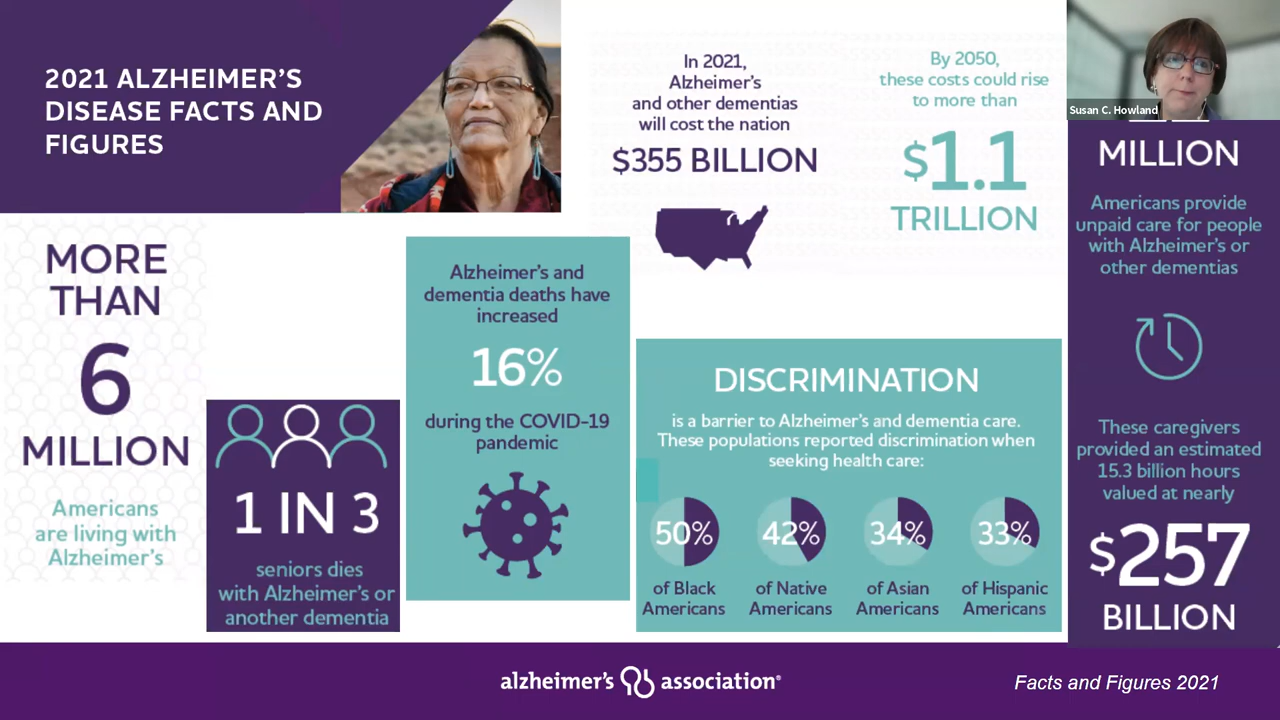 2021 ALZHEIMER'S
DISEASE FACTS AND
FIGURES
In 2021,
Alzheimer's
and other dementias
will cost the nation
$355 BILLION
By 2050,
these costs could rise
to more than
$1.1
TRILLION
Susan C. Howland
MILLION
Americans provide
unpaid care for people
with Alzheimer's or
other dementias
These caregivers
provided an estimated
15.3 billion hours
valued at nearly
$257
BILLION
MORE
THAN
6
MILLION
Americans
are living with
Alzheimer's
1 IN 3
seniors dies
with Alzheimer's or
another dementia
Alzheimer's and
dementia deaths have
increased
16%
during the COVID-19
pandemic
DISCRIMINATION
is a barrier to Alzheimer's and dementia care.
These populations reported discrimination when
seeking health care:
50%
of Black
Americans
42%
of Native
Americans
34%
of Asian
Americans
33%
of Hispanic
Americans
alzheimer's association®
Facts and Figures 2021